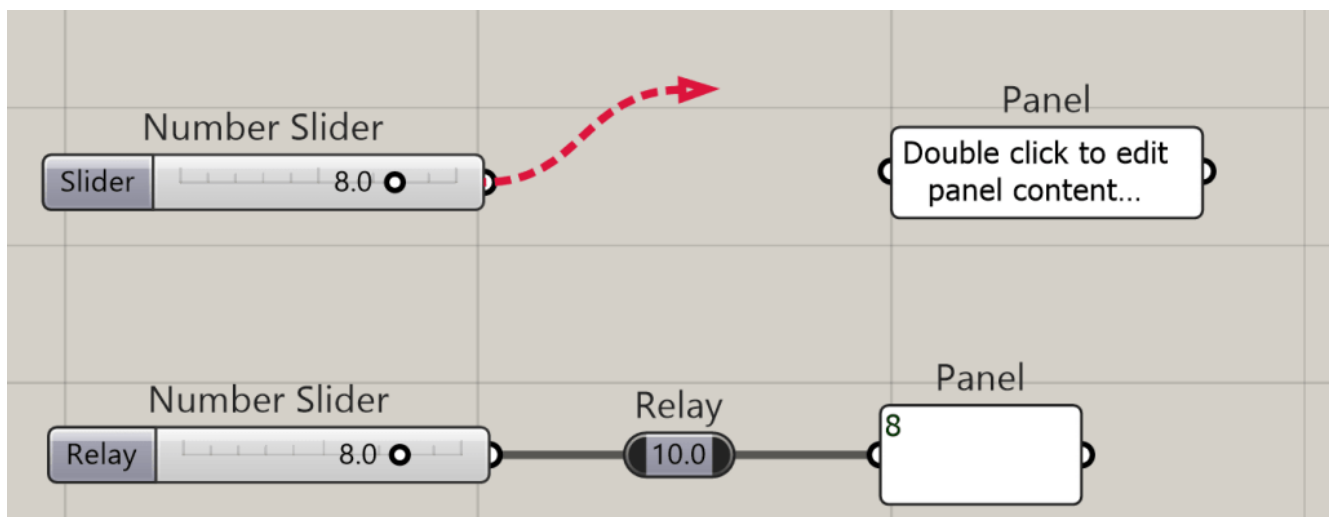 Number Slider
Slider
8.0
Panel
Double click to edit
panel content...
Number Slider
Relay
8.0
Relay
10.0
Panel
8